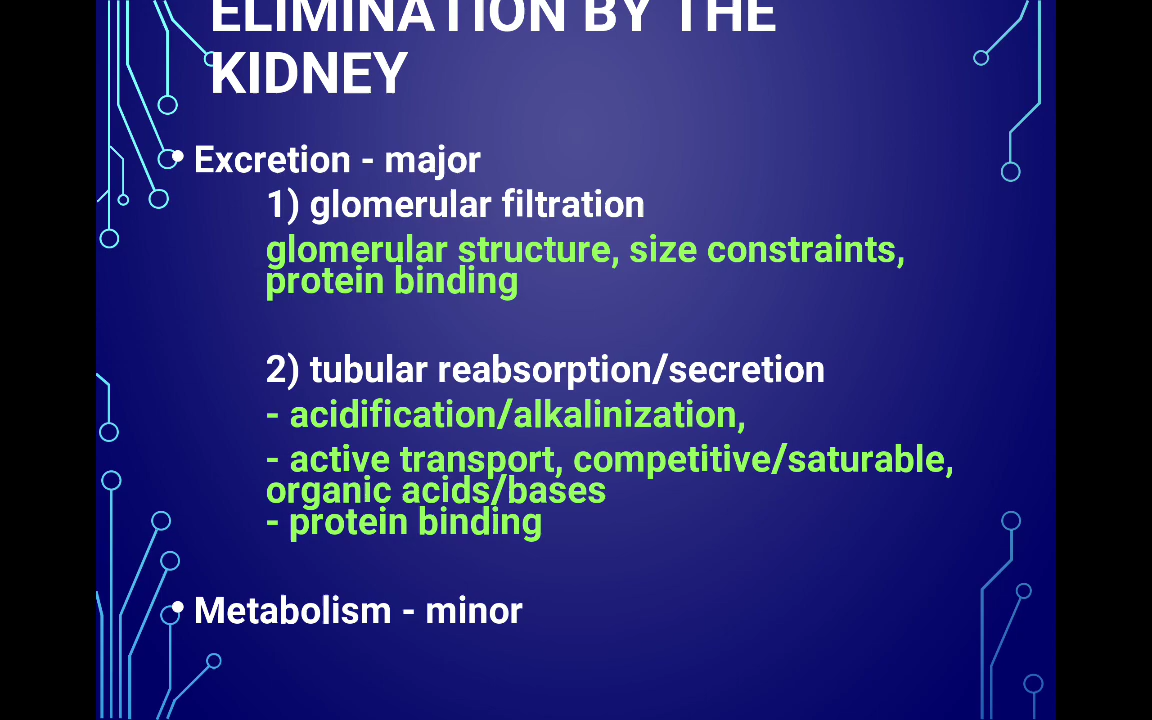 ELIMINATION BY THE
KIDNEY
• Excretion - major
1) glomerular filtration
glomerular structure, size constraints,
protein binding
2) tubular reabsorption/secretion
- acidification/alkalinization,
- active transport, competitive/saturable,
organic acids/bases
- protein binding
• Metabolism - minor